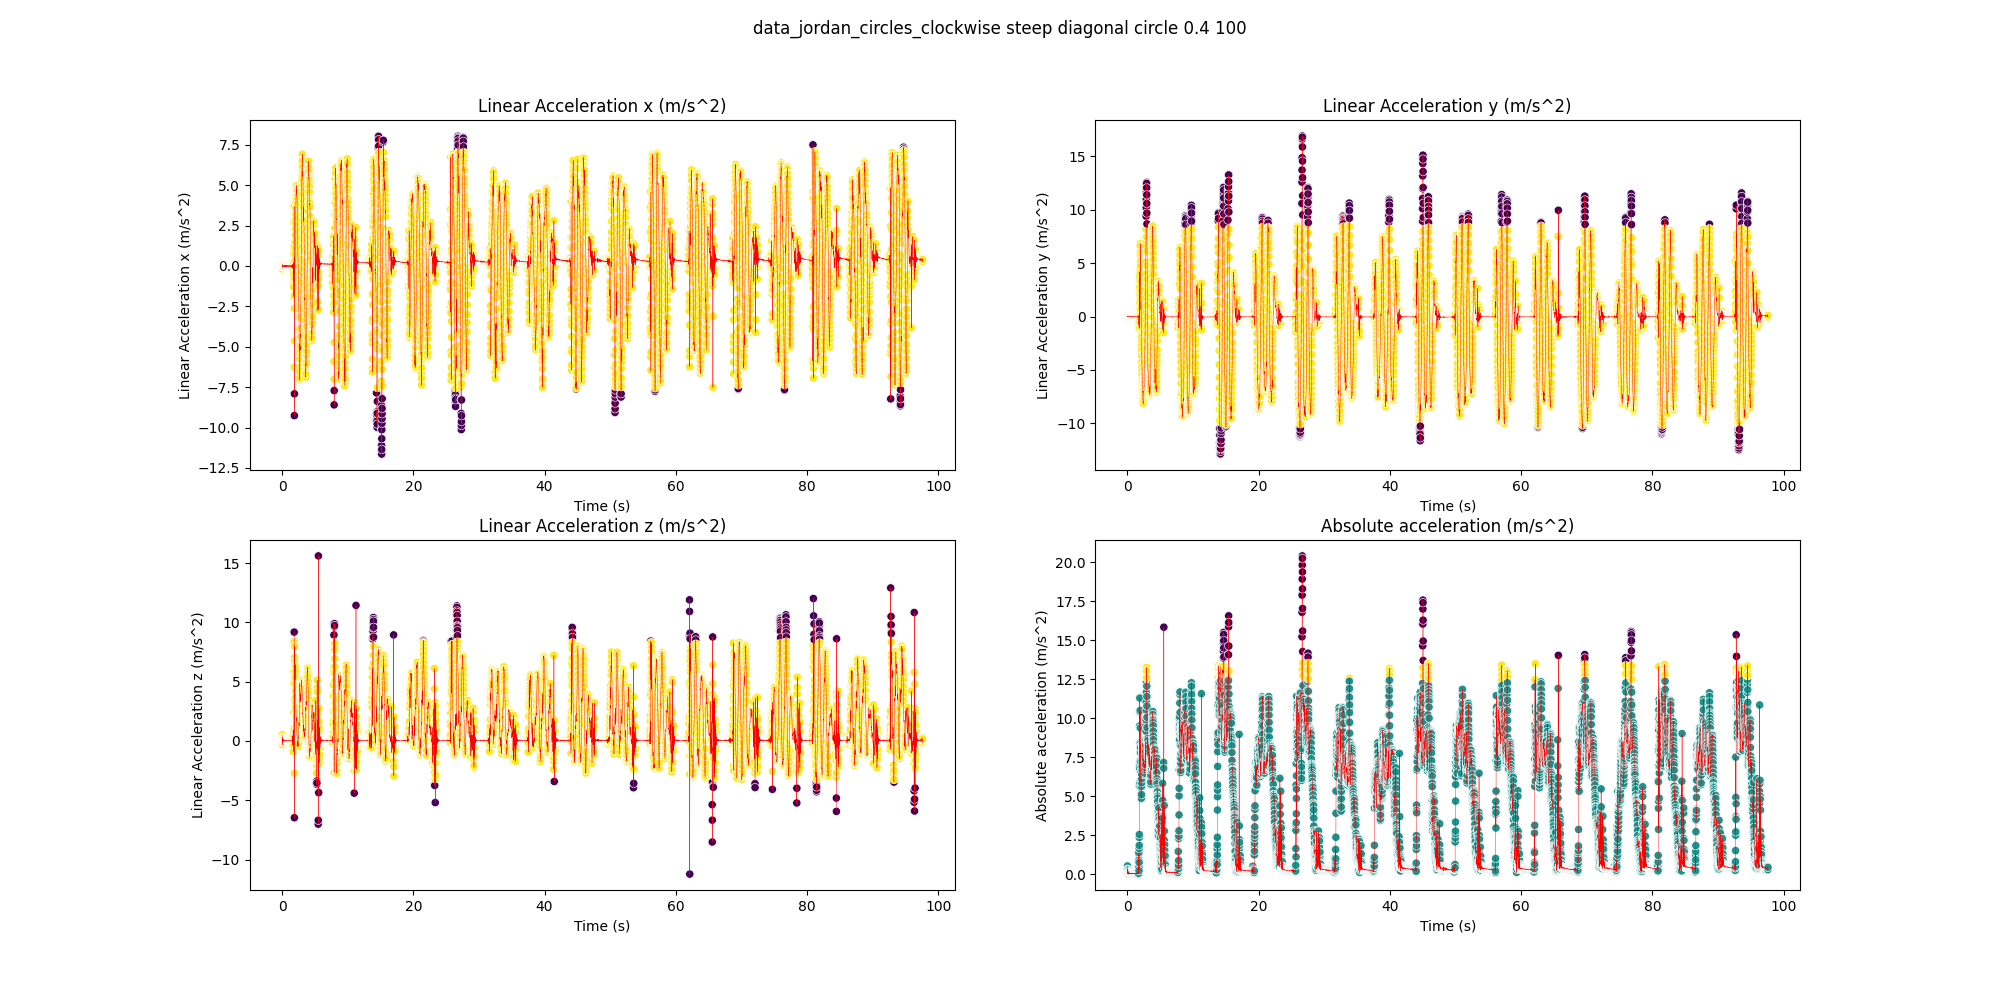 data_jordan_circles_clockwise steep diagonal circle 0.4 100
Linear Acceleration x (m/s^2)
Linear Acceleration x (m/s^2)
7.5
5.0
2.5
0.0
−2.5
−5.0
−7.5
−10.0
−12.5
0 20 40 60 80 100
Time (s)
Linear Acceleration y (m/s^2)
Linear Acceleration y (m/s^2)
15
10
5
0
−5
−10
0 20 40 60 80 100
Time (s)
Linear Acceleration z (m/s^2)
Linear Acceleration z (m/s^2)
15
10
5
0
−5
−10
0 20 40 60 80 100
Time (s)
Absolute acceleration (m/s^2)
Absolute acceleration (m/s^2)
20.0
17.5
15.0
12.5
10.0
7.5
5.0
2.5
0.0
0 20 40 60 80 100
Time (s)